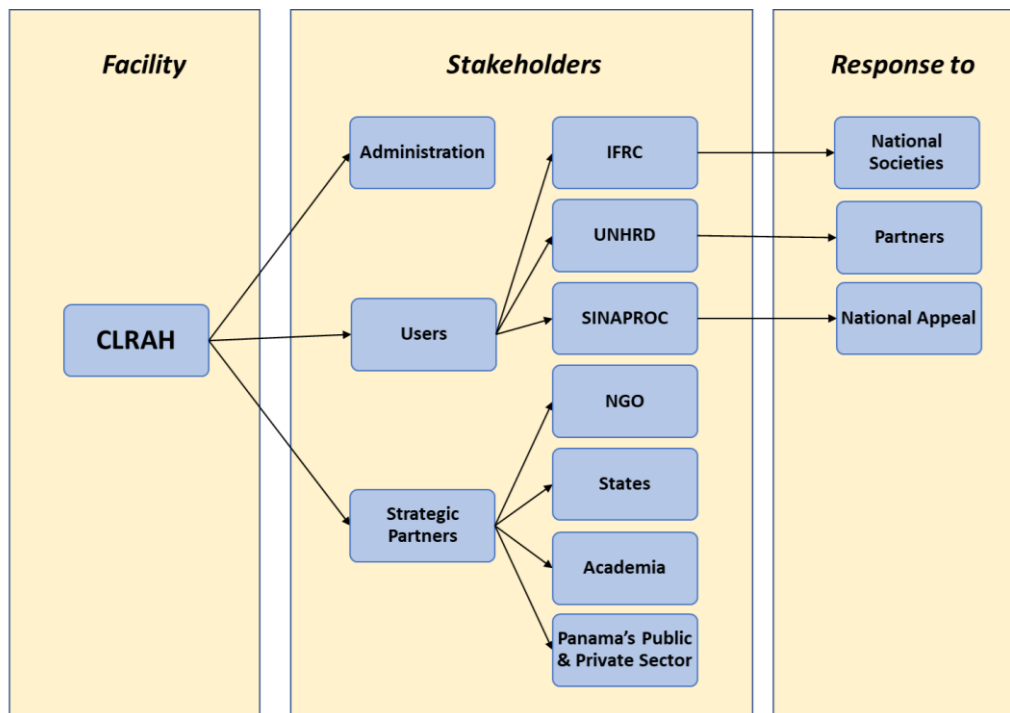 Facility
Stakeholders
Response to
CLRAH
Administration
Users
Strategic
Partners
IFRC
UNHRD
SINAPROC
NGO
States
Academia
Panama's Public
& Private Sector
National
Societies
Partners
National Appeal